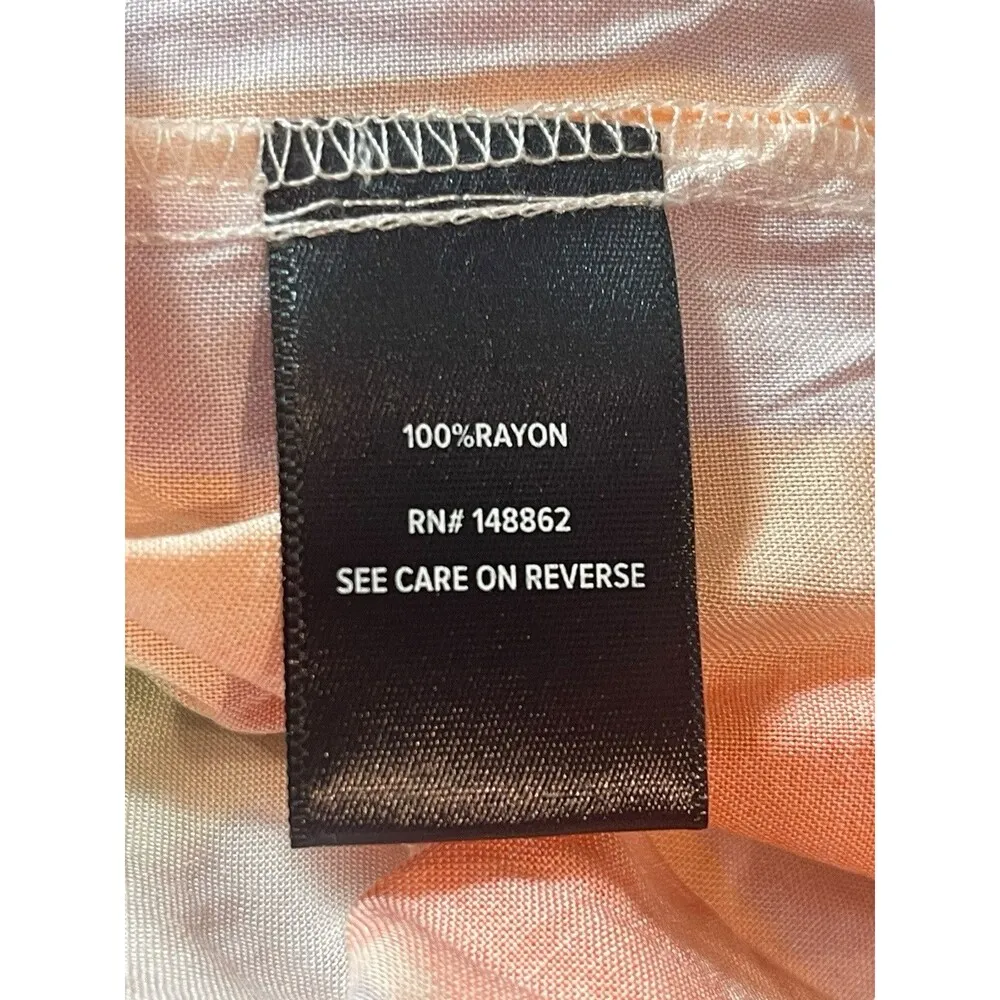 100%RAYON
RN# 148862
SEE CARE ON REVERSE